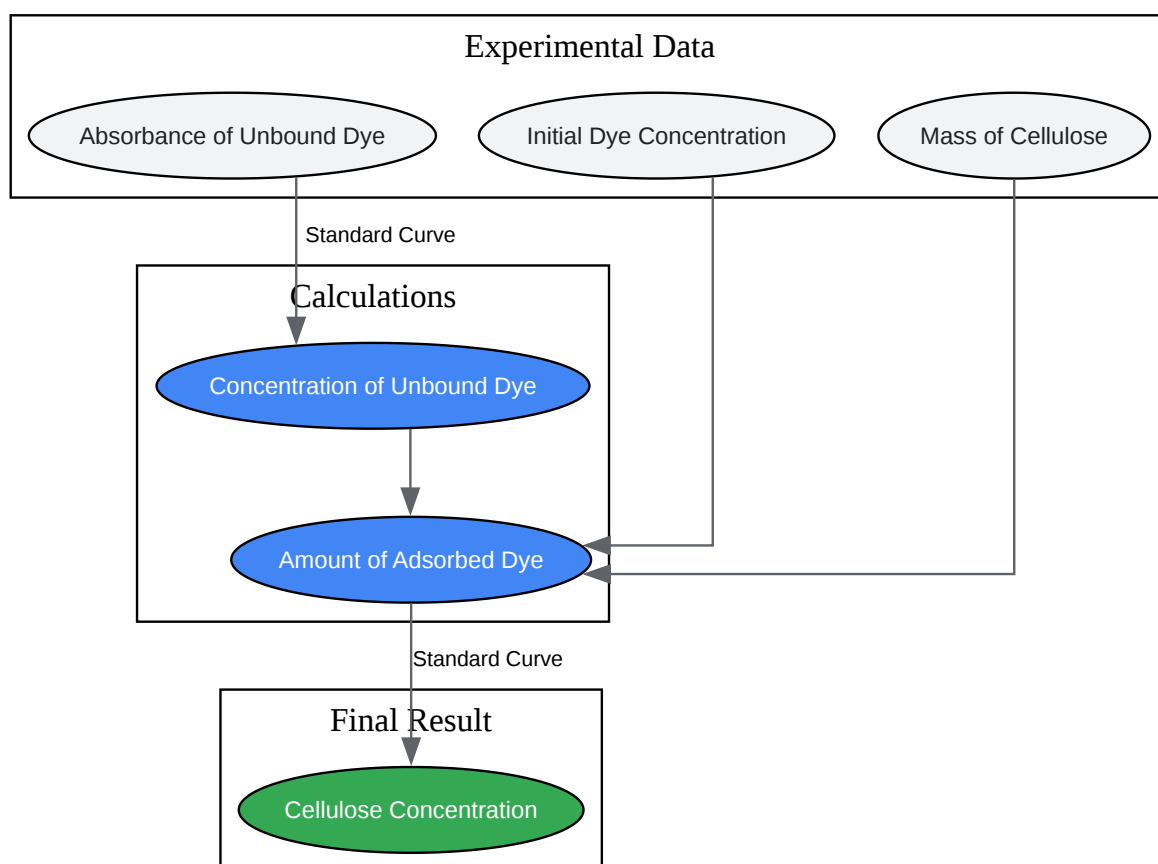 Experimental Data
Absorbance of Unbound Dye
Initial Dye Concentration
Mass of Cellulose
Standard Curve
Calculations
Concentration of Unbound Dye
Amount of Adsorbed Dye
Standard Curve
Final Result
Cellulose Concentration